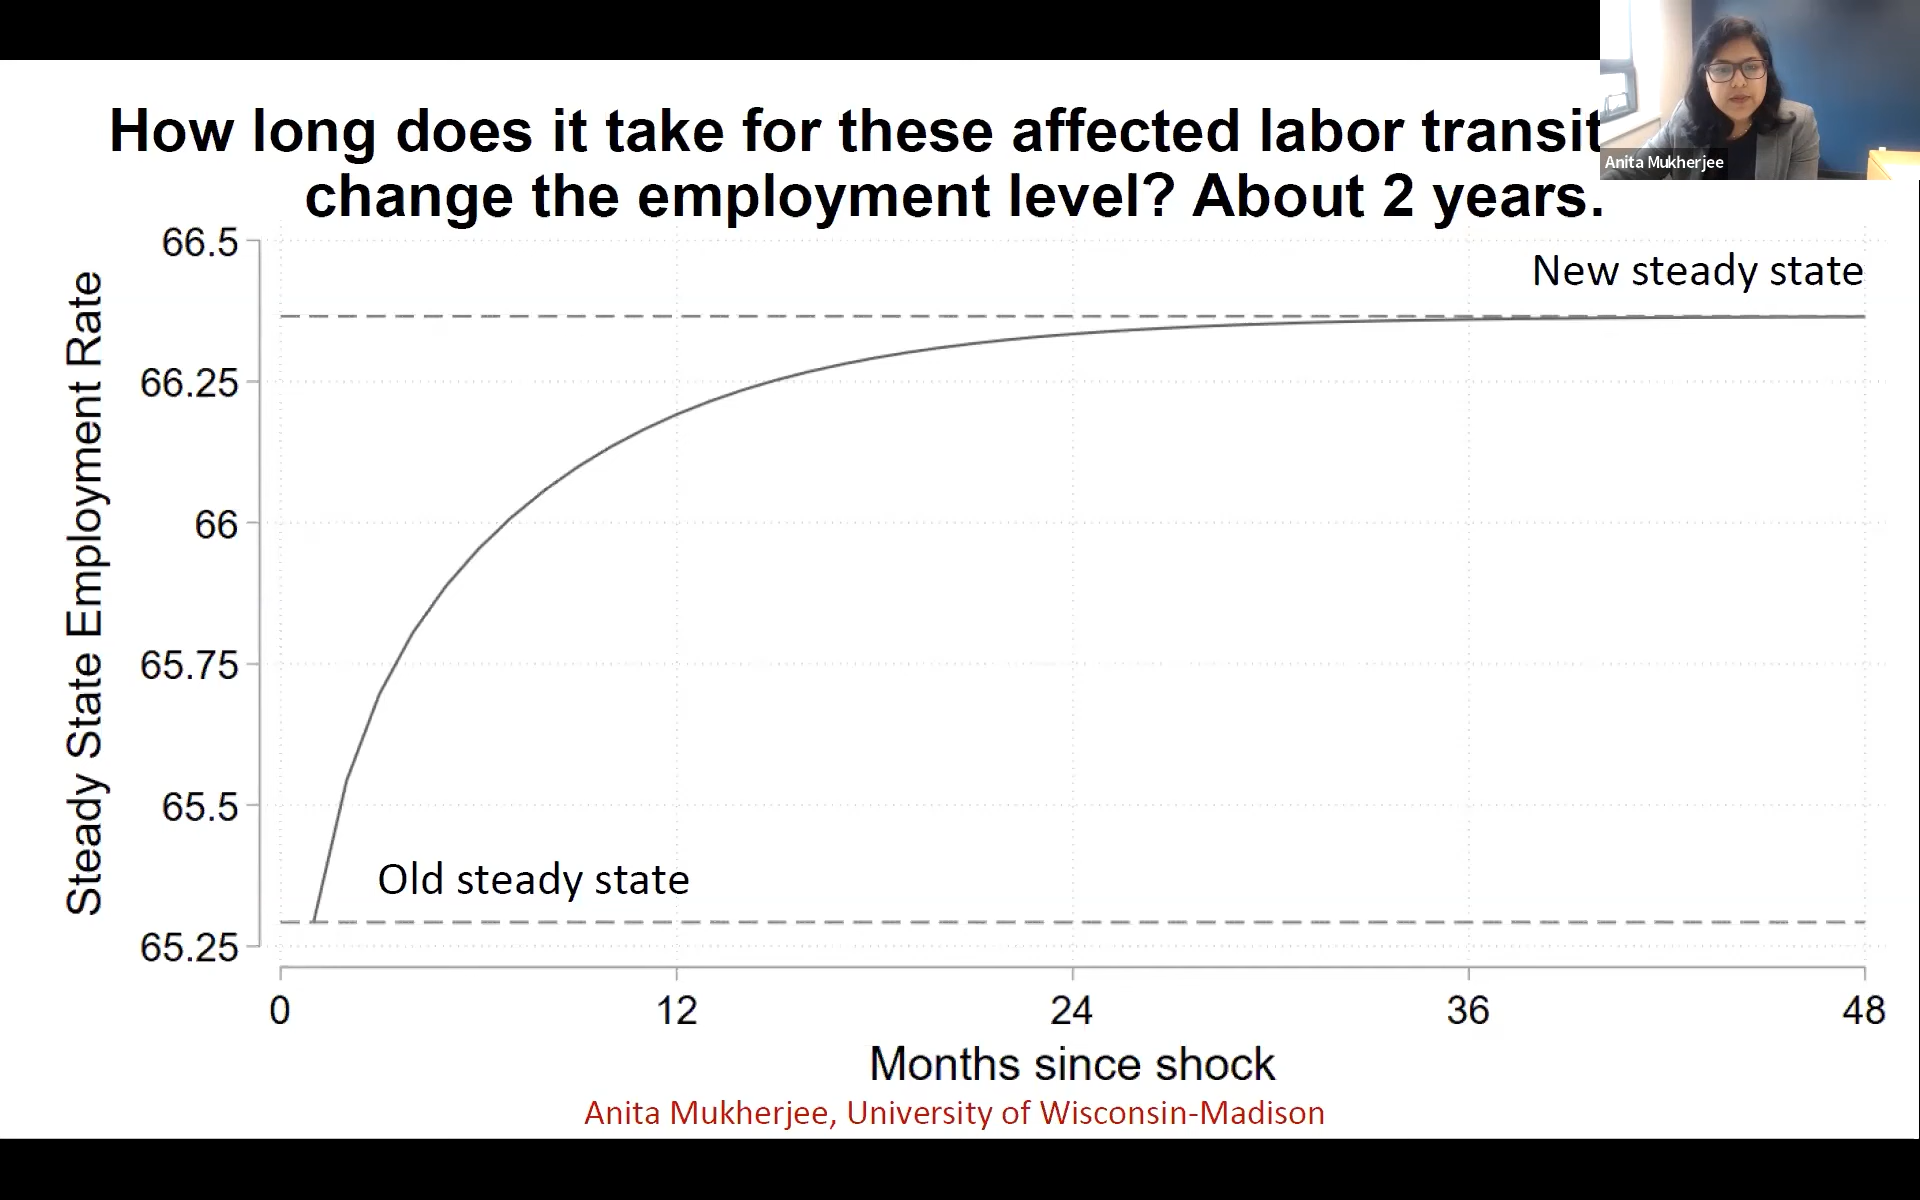 How long does it take for these affected labor transit
change the employment level? About 2 years.
Anita Mukherjee
66.5
66.25
66
65.75
65.5
65.25
Steady State Employment Rate
New steady state
Old steady state
0 12 24 36 48
Months since shock
Anita Mukherjee, University of Wisconsin-Madison